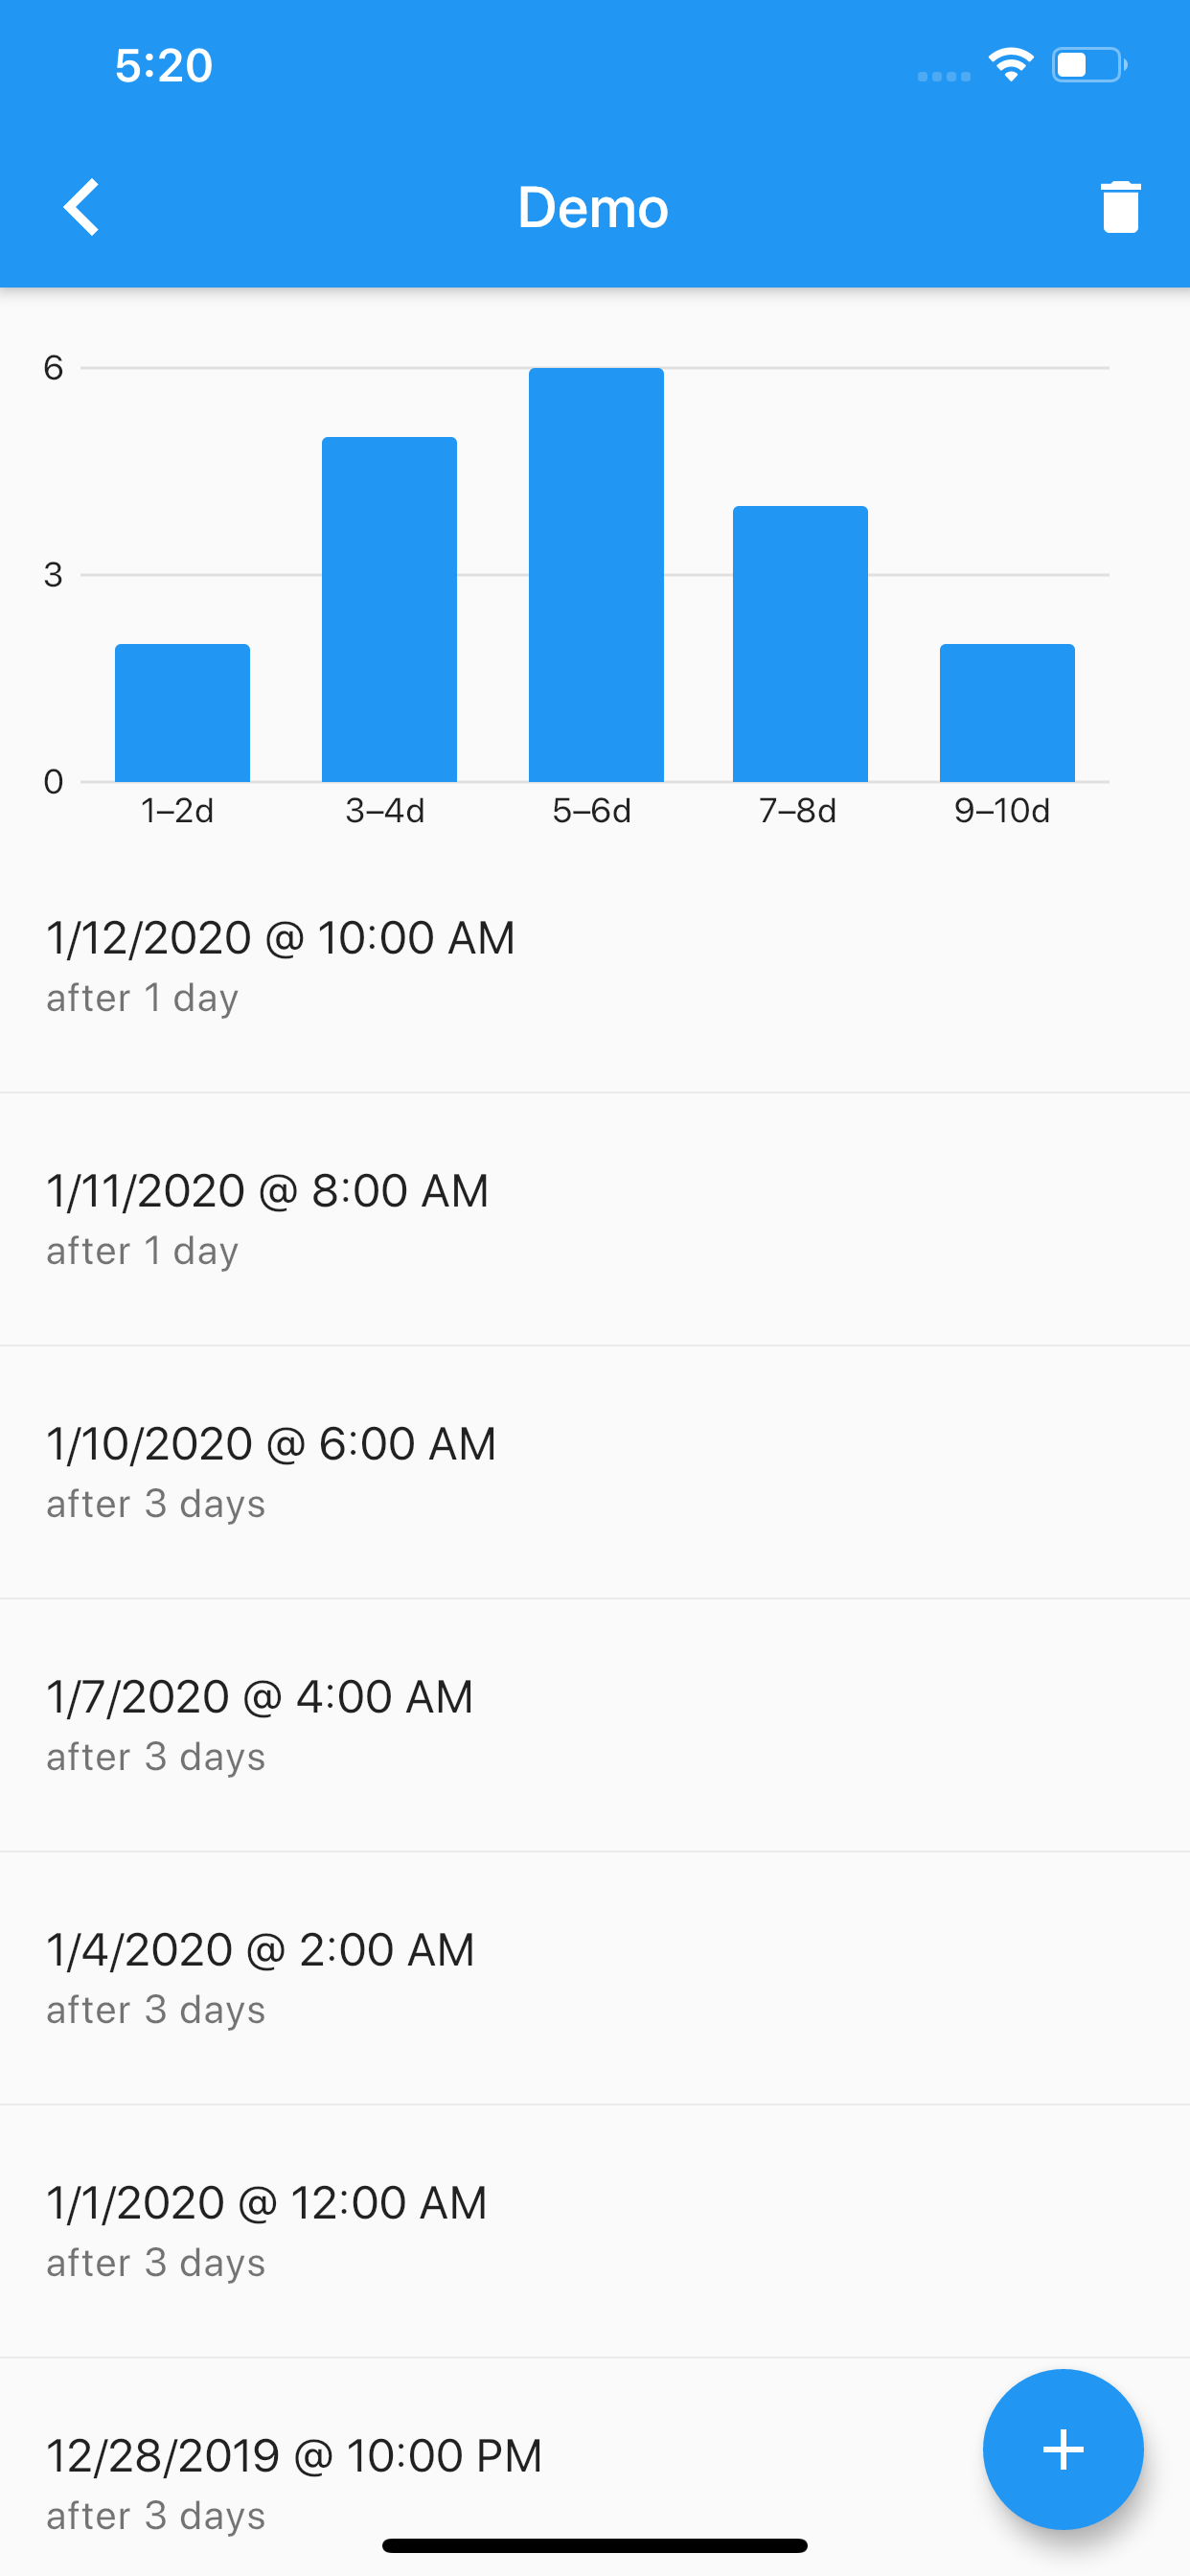 5:20
Demo
6
3
0
1–2d 3–4d 5–6d 7–8d 9–10d
1/12/2020 @ 10:00 AM
after 1 day
1/11/2020 @ 8:00 AM
after 1 day
1/10/2020 @ 6:00 AM
after 3 days
1/7/2020 @ 4:00 AM
after 3 days
1/4/2020 @ 2:00 AM
after 3 days
1/1/2020 @ 12:00 AM
after 3 days
12/28/2019 @ 10:00 PM
after 3 days